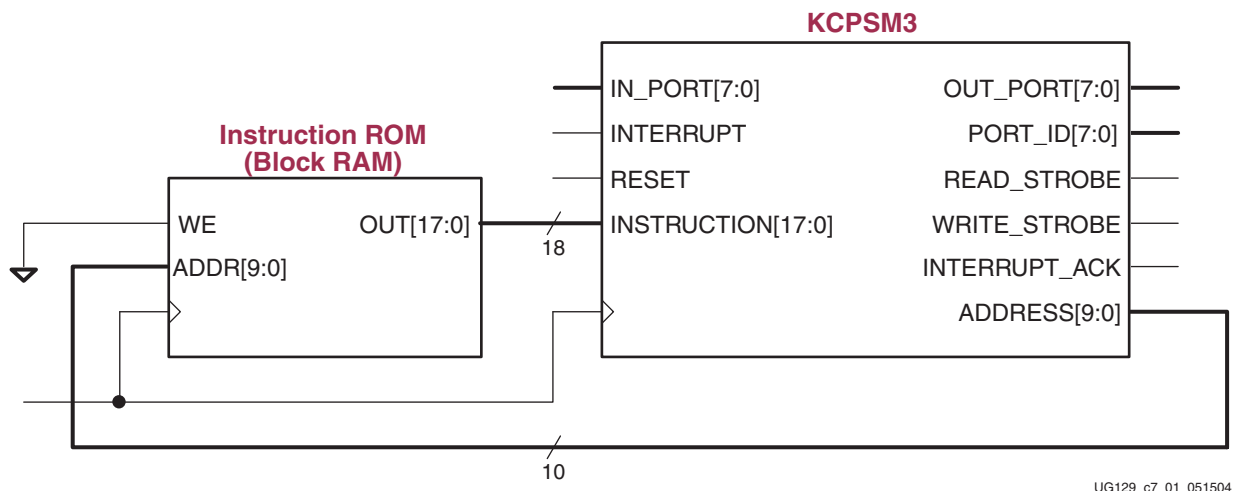 KCPSM3
IN_PORT[7:0]
OUT_PORT[7:0]
Instruction ROM
(Block RAM)
INTERRUPT
PORT_ID[7:0]
RESET
READ_STROBE
WE
OUT[17:0]
18
INSTRUCTION[17:0]
WRITE_STROBE
ADDR[9:0]
INTERRUPT_ACK
ADDRESS[9:0]
10
UG129_c7_01_051504